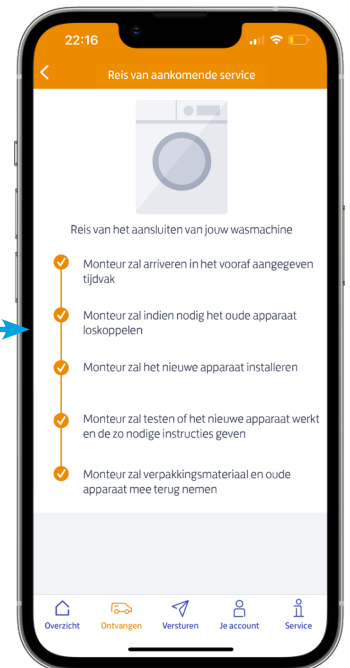 22:16
Reis van aankomende service
Reis van het aansluiten van jouw wasmachine
Monteur zal arriveren in het vooraf aangegeven
tijdvak
Monteur zal indien nodig het oude apparaat
loskoppelen
Monteur zal het nieuwe apparaat installeren
Monteur zal testen of het nieuwe apparaat werkt
en de zo nodige instructies geven
Monteur zal verpakkingsmateriaal en oude
apparaat mee terug nemen
Overzicht Ontvangen Versturen Je account Service